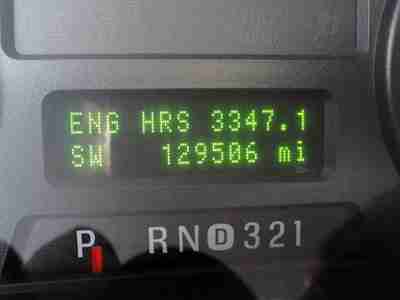 ENG HRS 3347.1
SW 129506 mi
P R N D 3 2 1